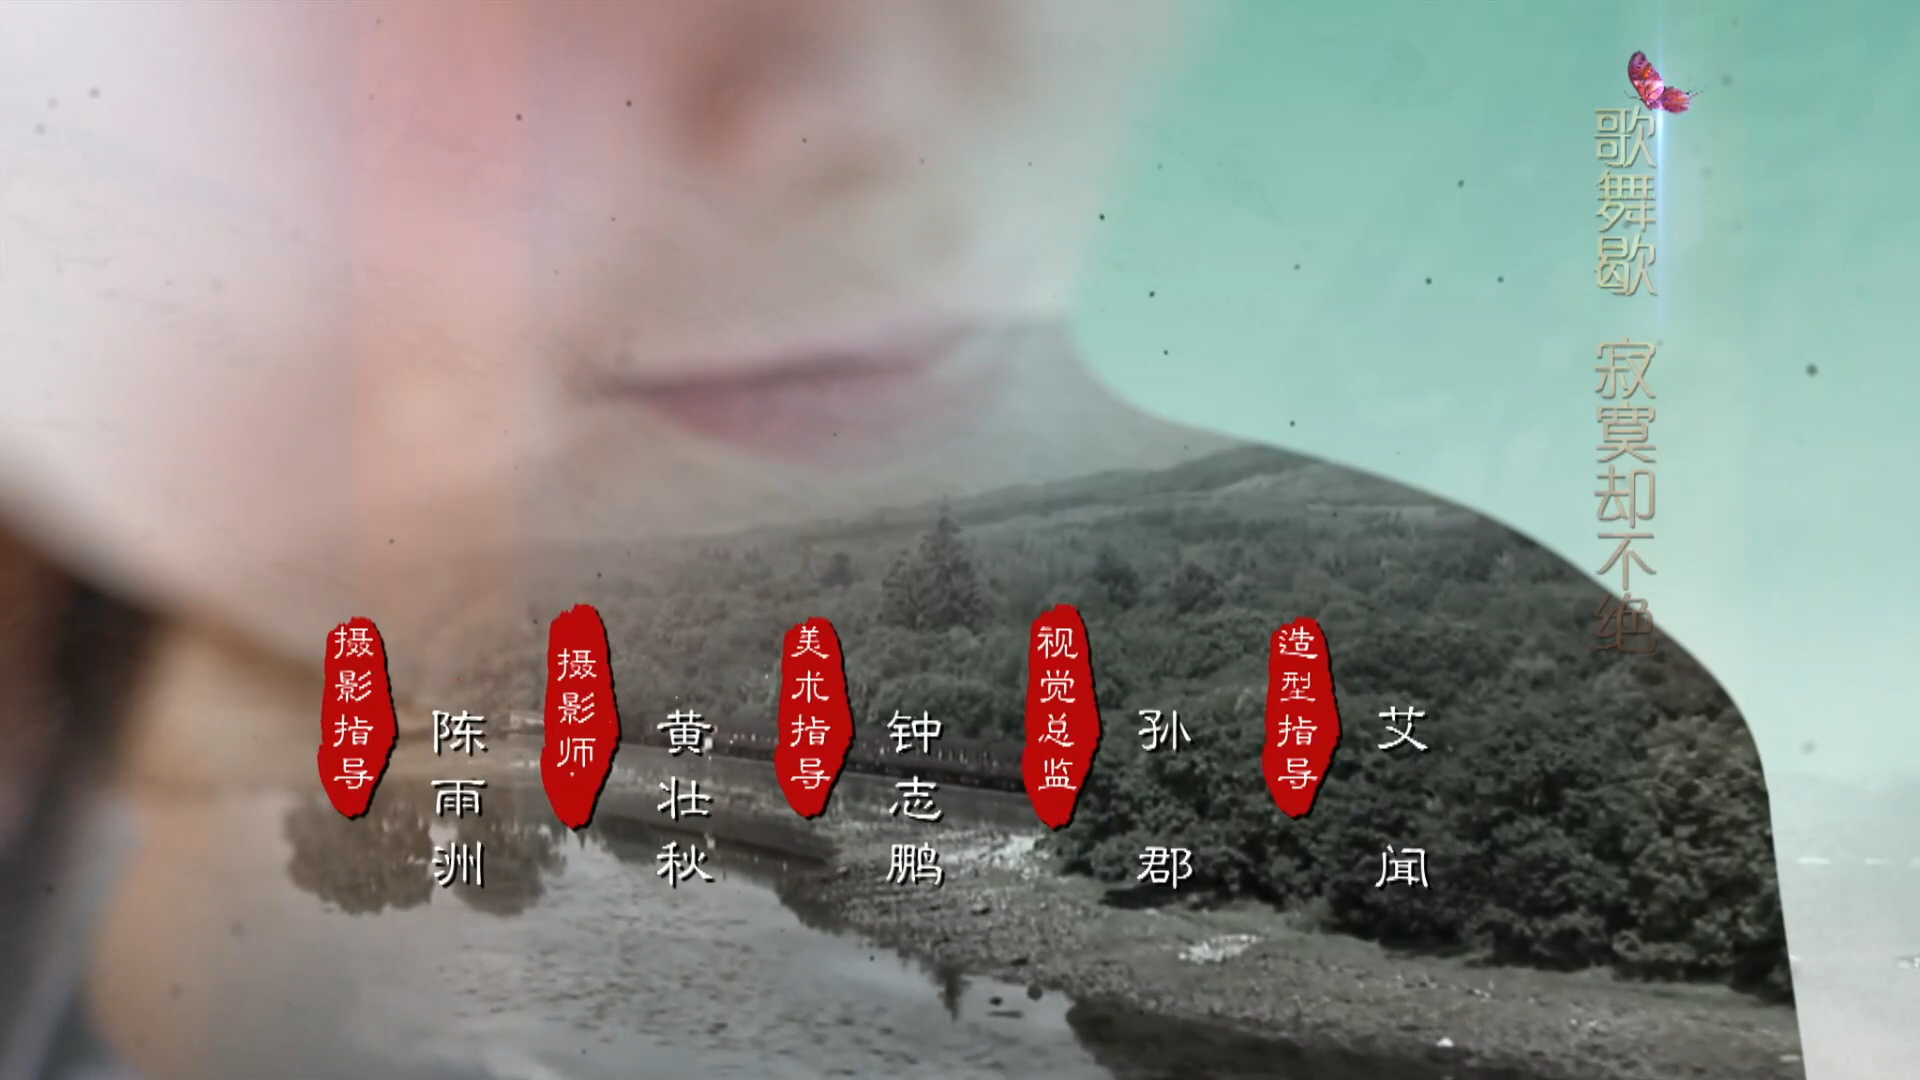 歌舞歇 寂寞却不绝
摄影指导
陈雨洲
摄影师
黄壮秋
美术指导
钟志鹏
视觉总监
孙郡
造型指导
艾闻